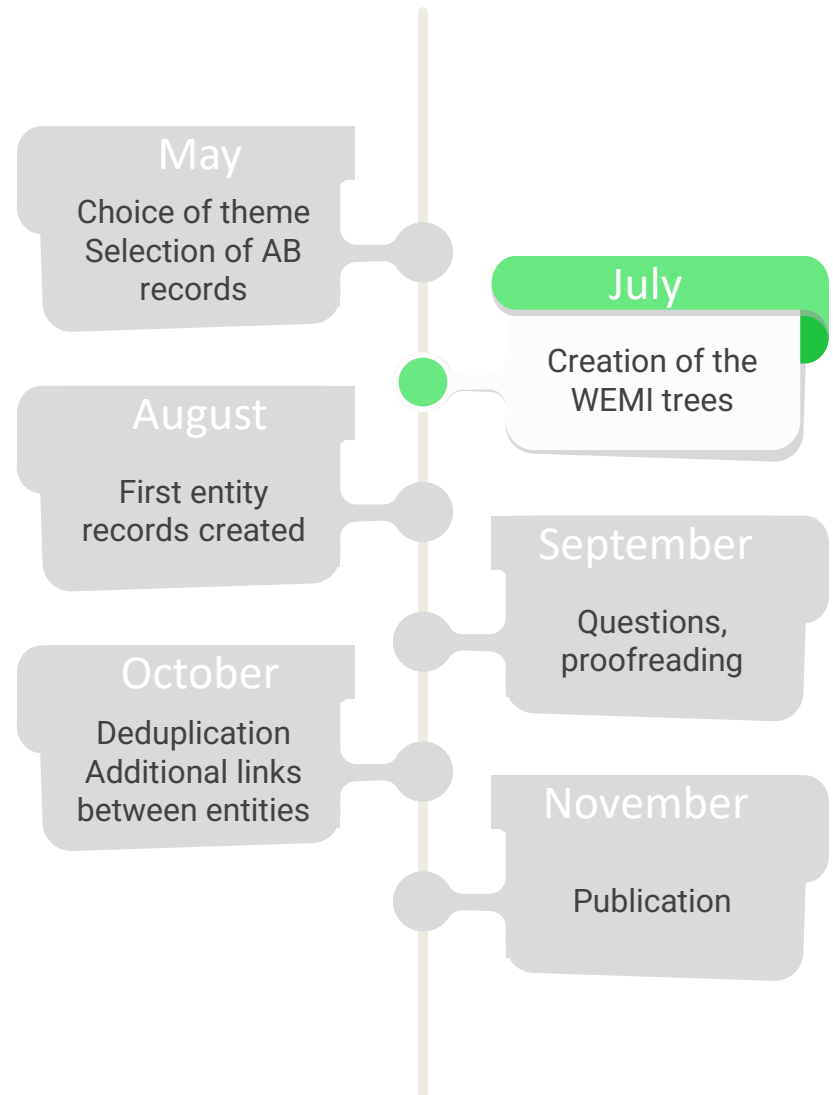 May
Choice of theme
Selection of AB
records
July
Creation of the
WEMI trees
August
First entity
records created
September
Questions,
proofreading
October
Deduplication
Additional links
between entities
November
Publication